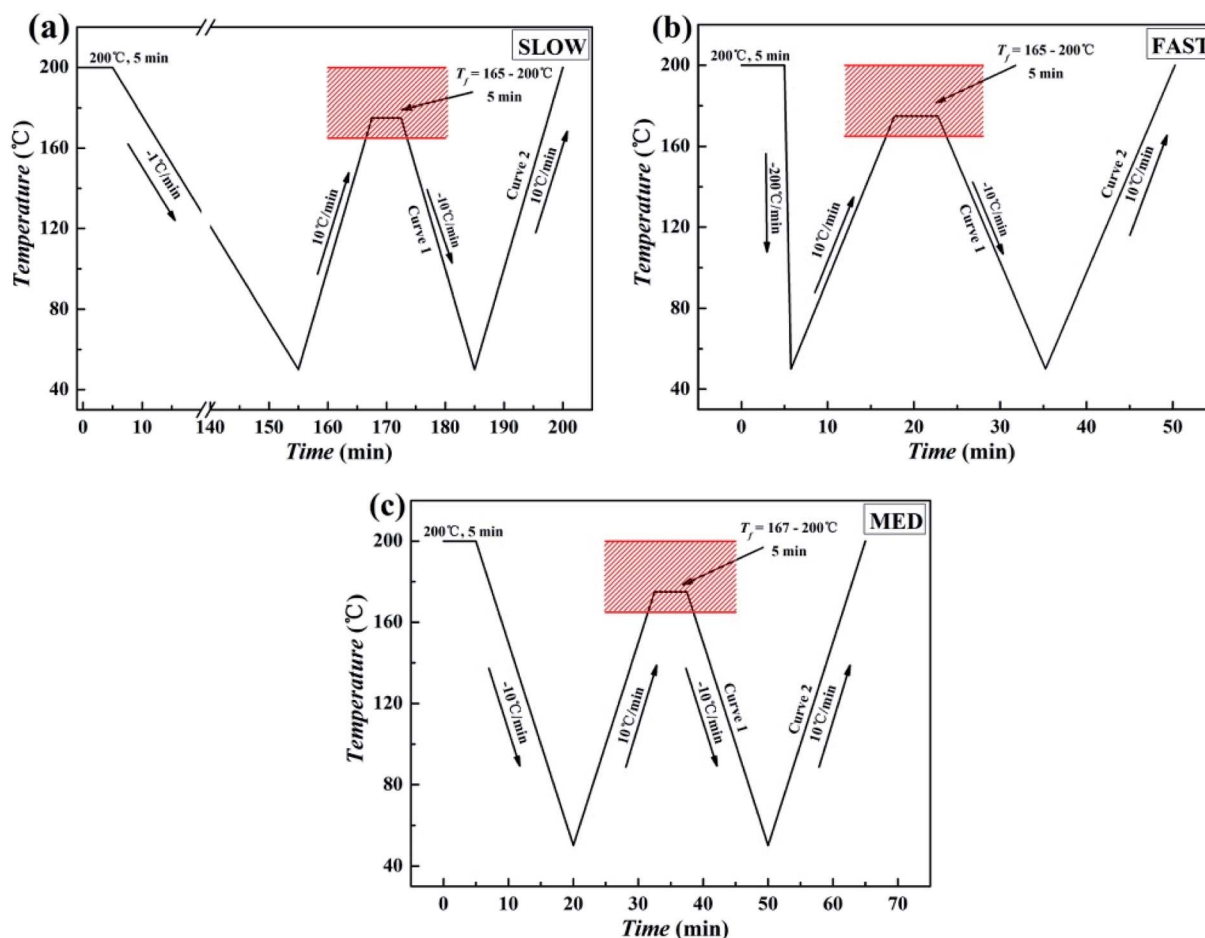 (a)
SLOW
200℃, 5 min
T_f = 165 - 200℃
5 min
-1℃/min
10℃/min
-10℃/min
Curve 1
Curve 2
10℃/min
Temperature (℃)
200
160
120
80
40
0 10 140 150 160 170 180 190 200
Time (min)
(b)
FAST
200℃, 5 min
T_f = 165 - 200℃
5 min
-200℃/min
10℃/min
-10℃/min
Curve 1
Curve 2
10℃/min
Temperature (℃)
200
160
120
80
40
0 10 20 30 40 50
Time (min)
(c)
MED
200℃, 5 min
T_f = 167 - 200℃
5 min
-10℃/min
10℃/min
-10℃/min
Curve 1
Curve 2
10℃/min
Temperature (℃)
200
160
120
80
40
0 10 20 30 40 50 60 70
Time (min)